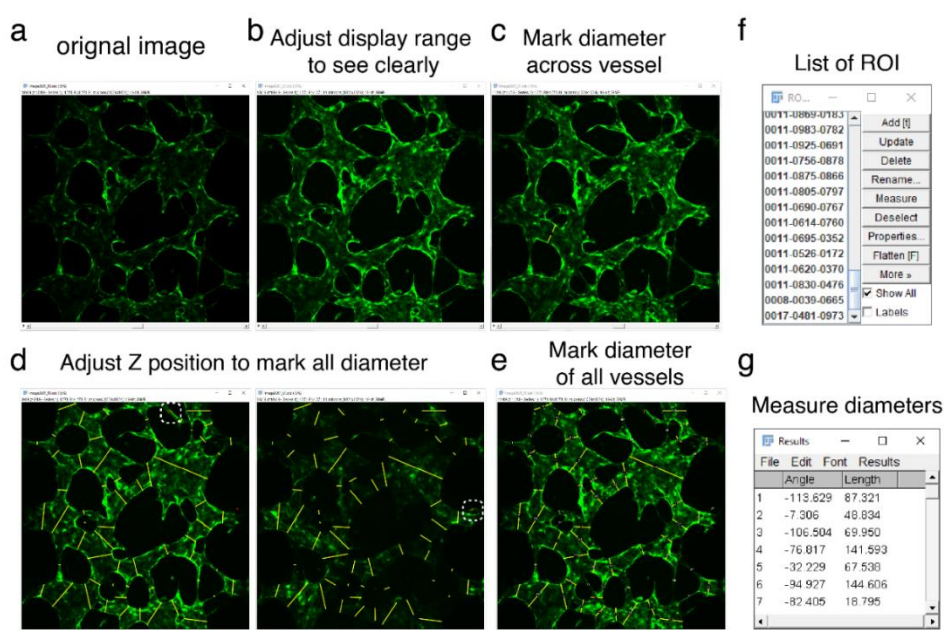 a
orignal image
b
Adjust display range
to see clearly
c
Mark diameter
across vessel
f
List of ROI
RO...
0011-0869-0183
0011-0983-0782
0011-0925-0691
0011-0756-0878
0011-0875-0866
0011-0805-0797
0011-0690-0767
0011-0614-0760
0011-0695-0352
0011-0526-0172
0011-0620-0370
0011-0830-0476
0008-0039-0665
0017-0481-0973
Add [t]
Update
Delete
Rename...
Measure
Deselect
Properties...
Flatten [F]
More »
Show All
Labels
d
Adjust Z position to mark all diameter
e
Mark diameter
of all vessels
g
Measure diameters
Results
File Edit Font Results
Angle Length
1 -113.629 87.321
2 -7.306 48.834
3 -106.504 69.950
4 -76.817 141.593
5 -32.229 67.538
6 -94.927 144.606
7 -82.405 18.795